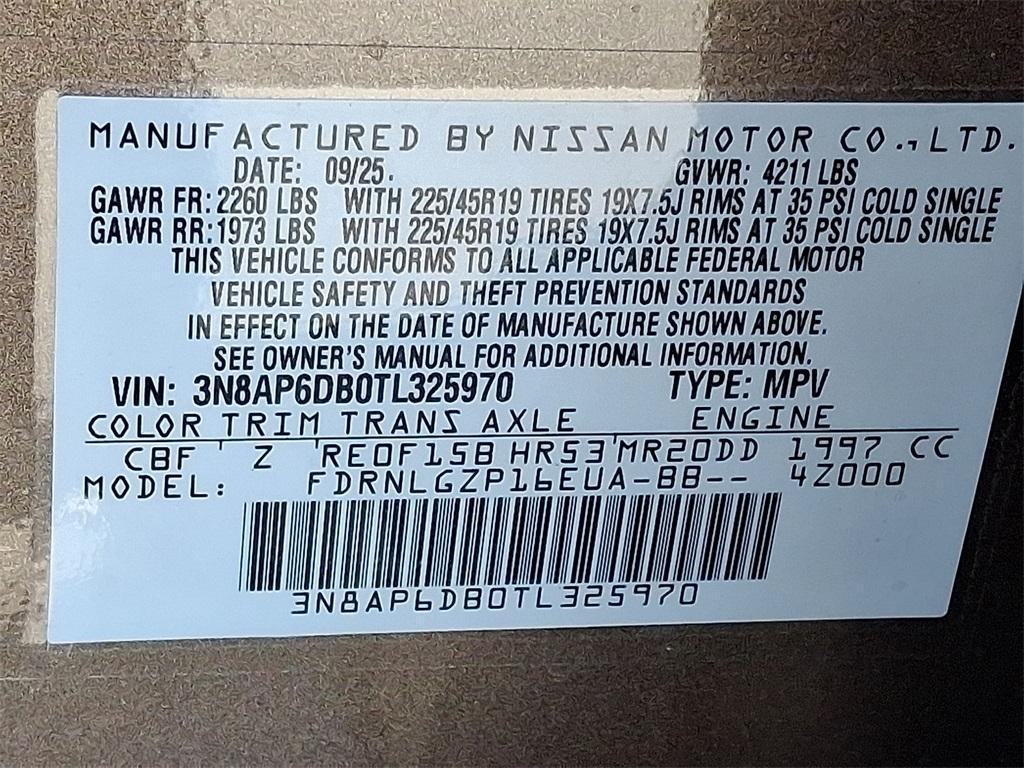 MANUFACTURED BY NISSAN MOTOR CO., LTD.
DATE: 09/25. GVWR: 4211 LBS
GAWR FR: 2260 LBS WITH 225/45R19 TIRES 19X7.5J RIMS AT 35 PSI COLD SINGLE
GAWR RR: 1973 LBS WITH 225/45R19 TIRES 19X7.5J RIMS AT 35 PSI COLD SINGLE
THIS VEHICLE CONFORMS TO ALL APPLICABLE FEDERAL MOTOR
VEHICLE SAFETY AND THEFT PREVENTION STANDARDS
IN EFFECT ON THE DATE OF MANUFACTURE SHOWN ABOVE.
SEE OWNER'S MANUAL FOR ADDITIONAL INFORMATION.
VIN: 3N8AP6DB0TL325970 TYPE: MPV
COLOR TRIM TRANS AXLE ENGINE
CBF Z RE0F15B HR53 MR20DD 1997 CC
MODEL: FDRNLGZP16EUA-BB-- 4Z000
3N8AP6DB0TL325970